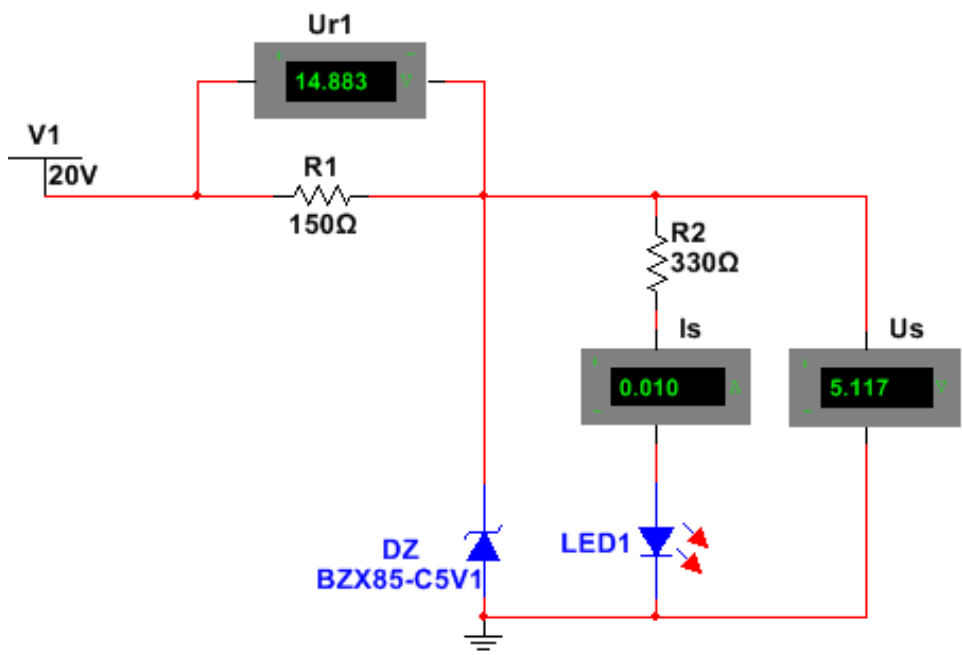 Ur1
+ -
14.883 V
V1
20V
R1
150Ω
R2
330Ω
Is
+
0.010 A
-
Us
+
5.117 V
-
DZ
BZX85-C5V1
LED1